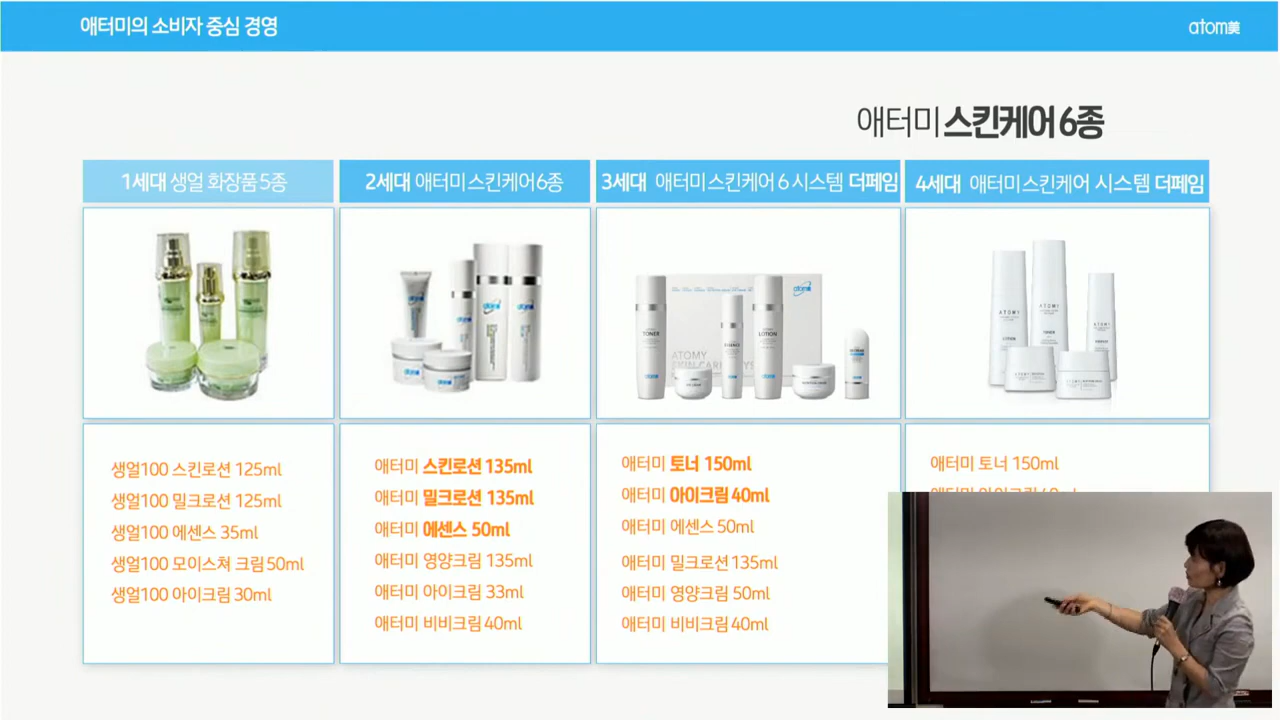 애터미의 소비자 중심 경영
atom美
애터미 스킨케어 6종
1세대 생얼 화장품 5종
2세대 애터미 스킨케어 6종
3세대 애터미 스킨케어 6 시스템 더페임
4세대 애터미 스킨케어 시스템 더페임
TONER
LOTION
ATOMY
생얼100 스킨로션 125ml
생얼100 밀크로션 125ml
생얼100 에센스 35ml
생얼100 모이스쳐 크림 50ml
생얼100 아이크림 30ml
애터미 스킨로션 135ml
애터미 밀크로션 135ml
애터미 에센스 50ml
애터미 영양크림 135ml
애터미 아이크림 33ml
애터미 비비크림 40ml
애터미 토너 150ml
애터미 아이크림 40ml
애터미 에센스 50ml
애터미 밀크로션 135ml
애터미 영양크림 50ml
애터미 비비크림 40ml
애터미 토너 150ml